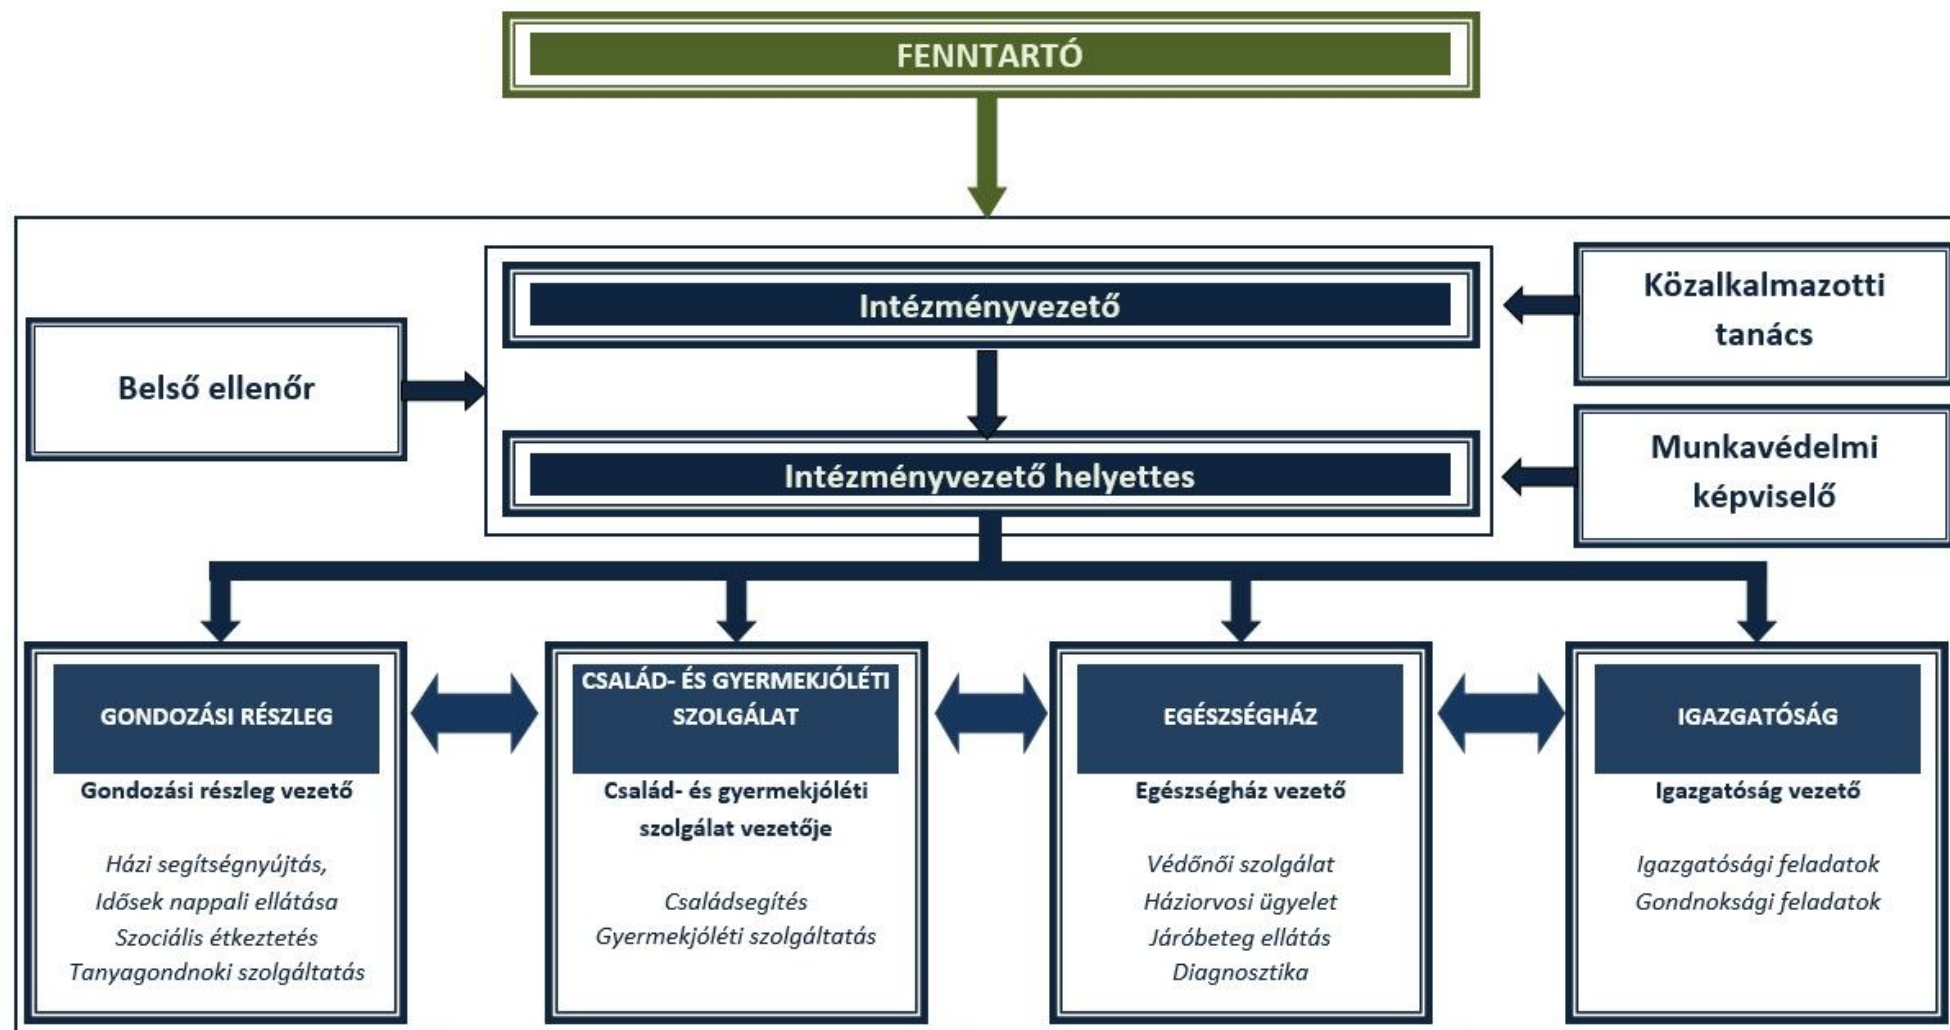 FENNTARTÓ
Intézményvezető
Közalkalmazotti
tanács
Belső ellenőr
Intézményvezető helyettes
Munkavédelmi
képviselő
GONDOZÁSI RÉSZLEG
Gondozási részleg vezető
Házi segítségnyújtás,
Idősek nappali ellátása
Szociális étkeztetés
Tanyagondnoki szolgáltatás
CSALÁD- ÉS GYERMEKJÓLÉTI
SZOLGÁLAT
Család- és gyermekjóléti
szolgálat vezetője
Családsegítés
Gyermekjóléti szolgáltatás
EGÉSZSÉGHÁZ
Egészségház vezető
Védőnői szolgálat
Háziorvosi ügyelet
Járóbeteg ellátás
Diagnosztika
IGAZGATÓSÁG
Igazgatóság vezető
Igazgatósági feladatok
Gondnoksági feladatok